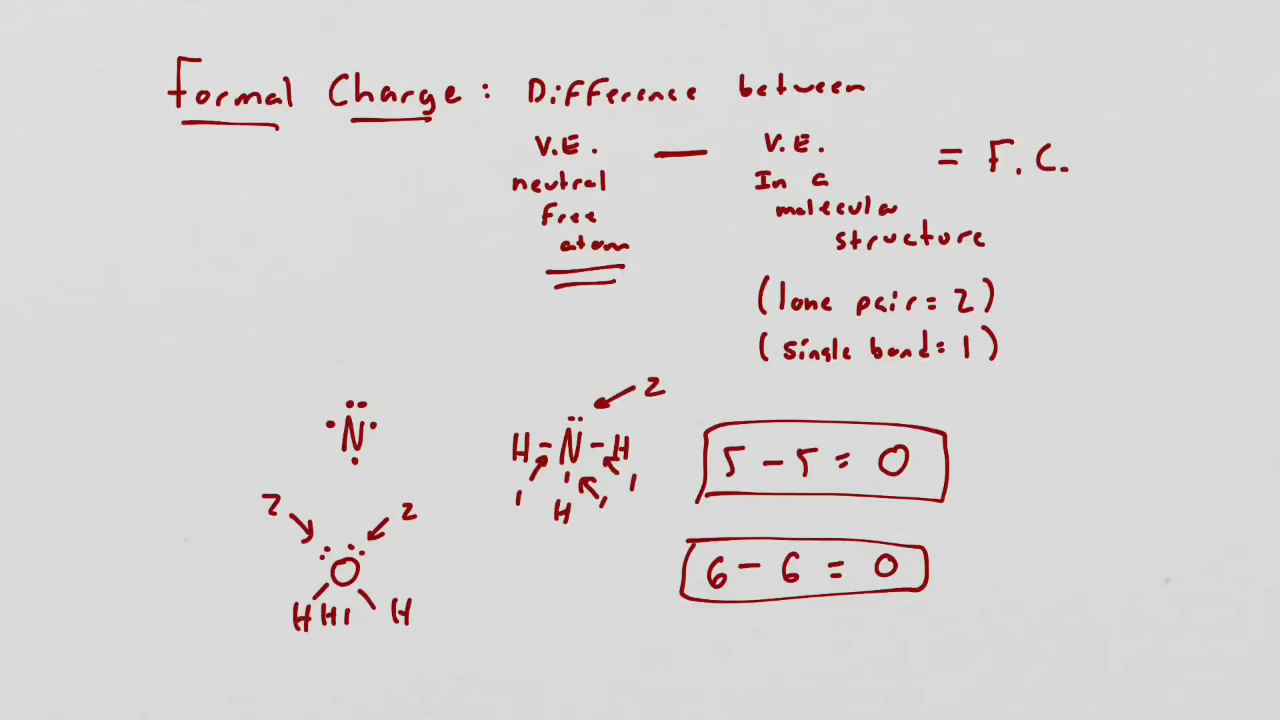 Formal Charge: Difference between
V.E. — V.E. = F.C.
neutral In a
free molecular
atom structure
(lone pair = 2)
(single bond = 1)
2
N H-N-H 5 - 5 = 0
1 1 1
H
2 2
O 6 - 6 = 0
H H 1 H